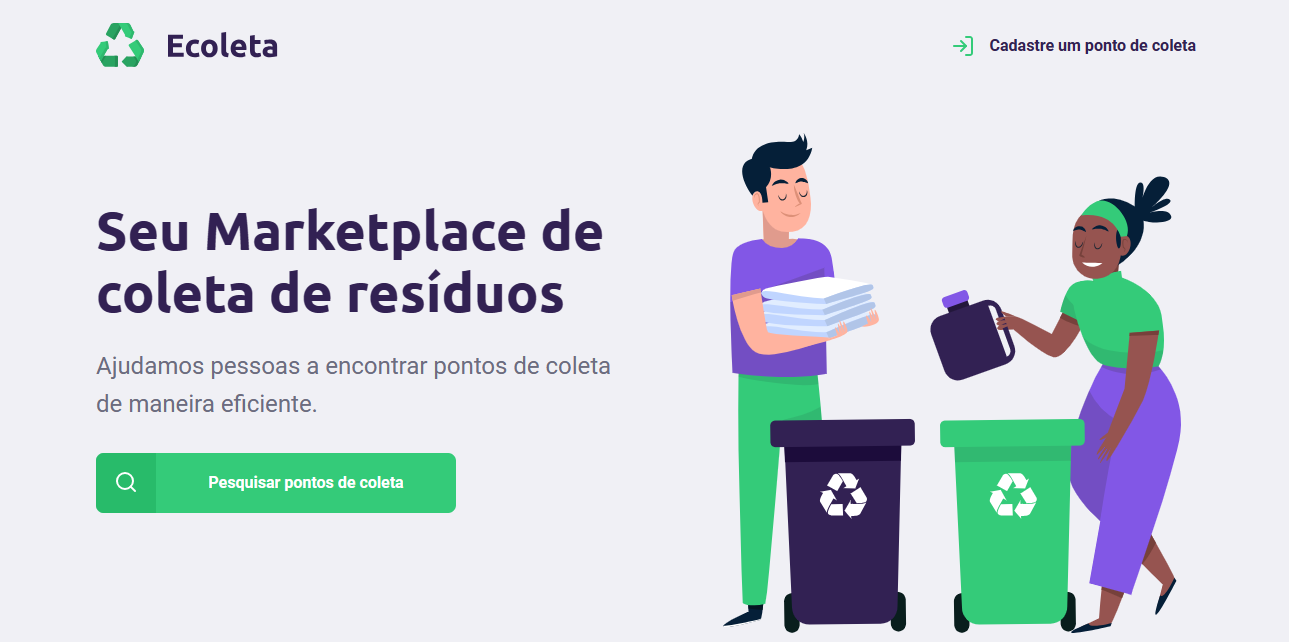 Ecoleta
Cadastre um ponto de coleta
Seu Marketplace de
coleta de resíduos
Ajudamos pessoas a encontrar pontos de coleta
de maneira eficiente.
Pesquisar pontos de coleta